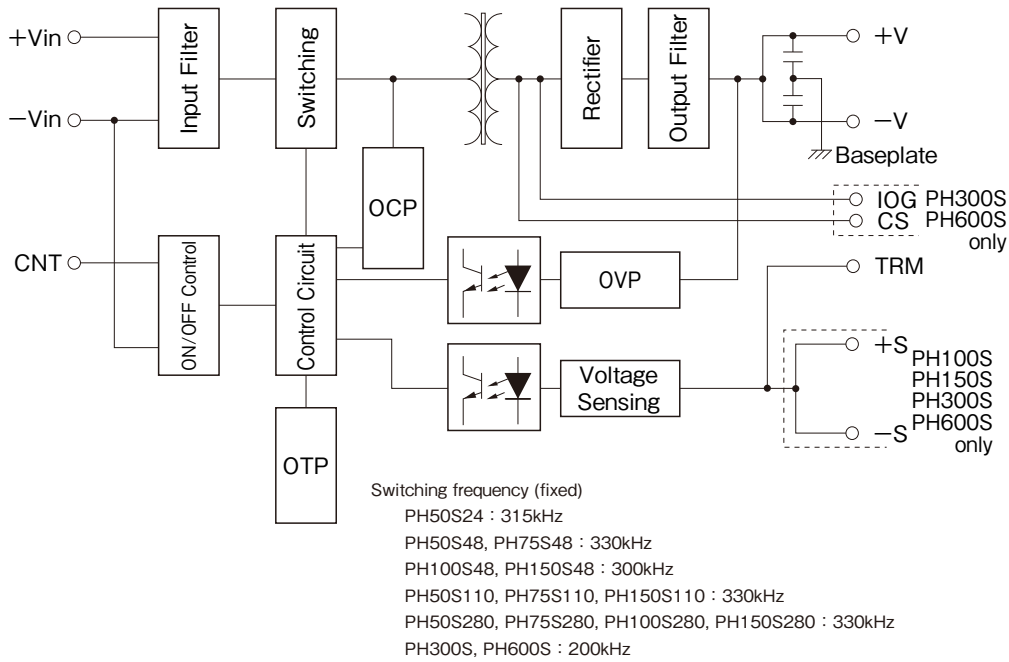 +Vin
−Vin
CNT
Input Filter
Switching
OCP
ON/OFF Control
Control Circuit
OTP
Rectifier
Output Filter
OVP
Voltage
Sensing
+V
−V
Baseplate
IOG
CS
PH300S
PH600S
only
TRM
+S
−S
PH100S
PH150S
PH300S
PH600S
only
Switching frequency (fixed)
PH50S24 : 315kHz
PH50S48, PH75S48 : 330kHz
PH100S48, PH150S48 : 300kHz
PH50S110, PH75S110, PH150S110 : 330kHz
PH50S280, PH75S280, PH100S280, PH150S280 : 330kHz
PH300S, PH600S : 200kHz